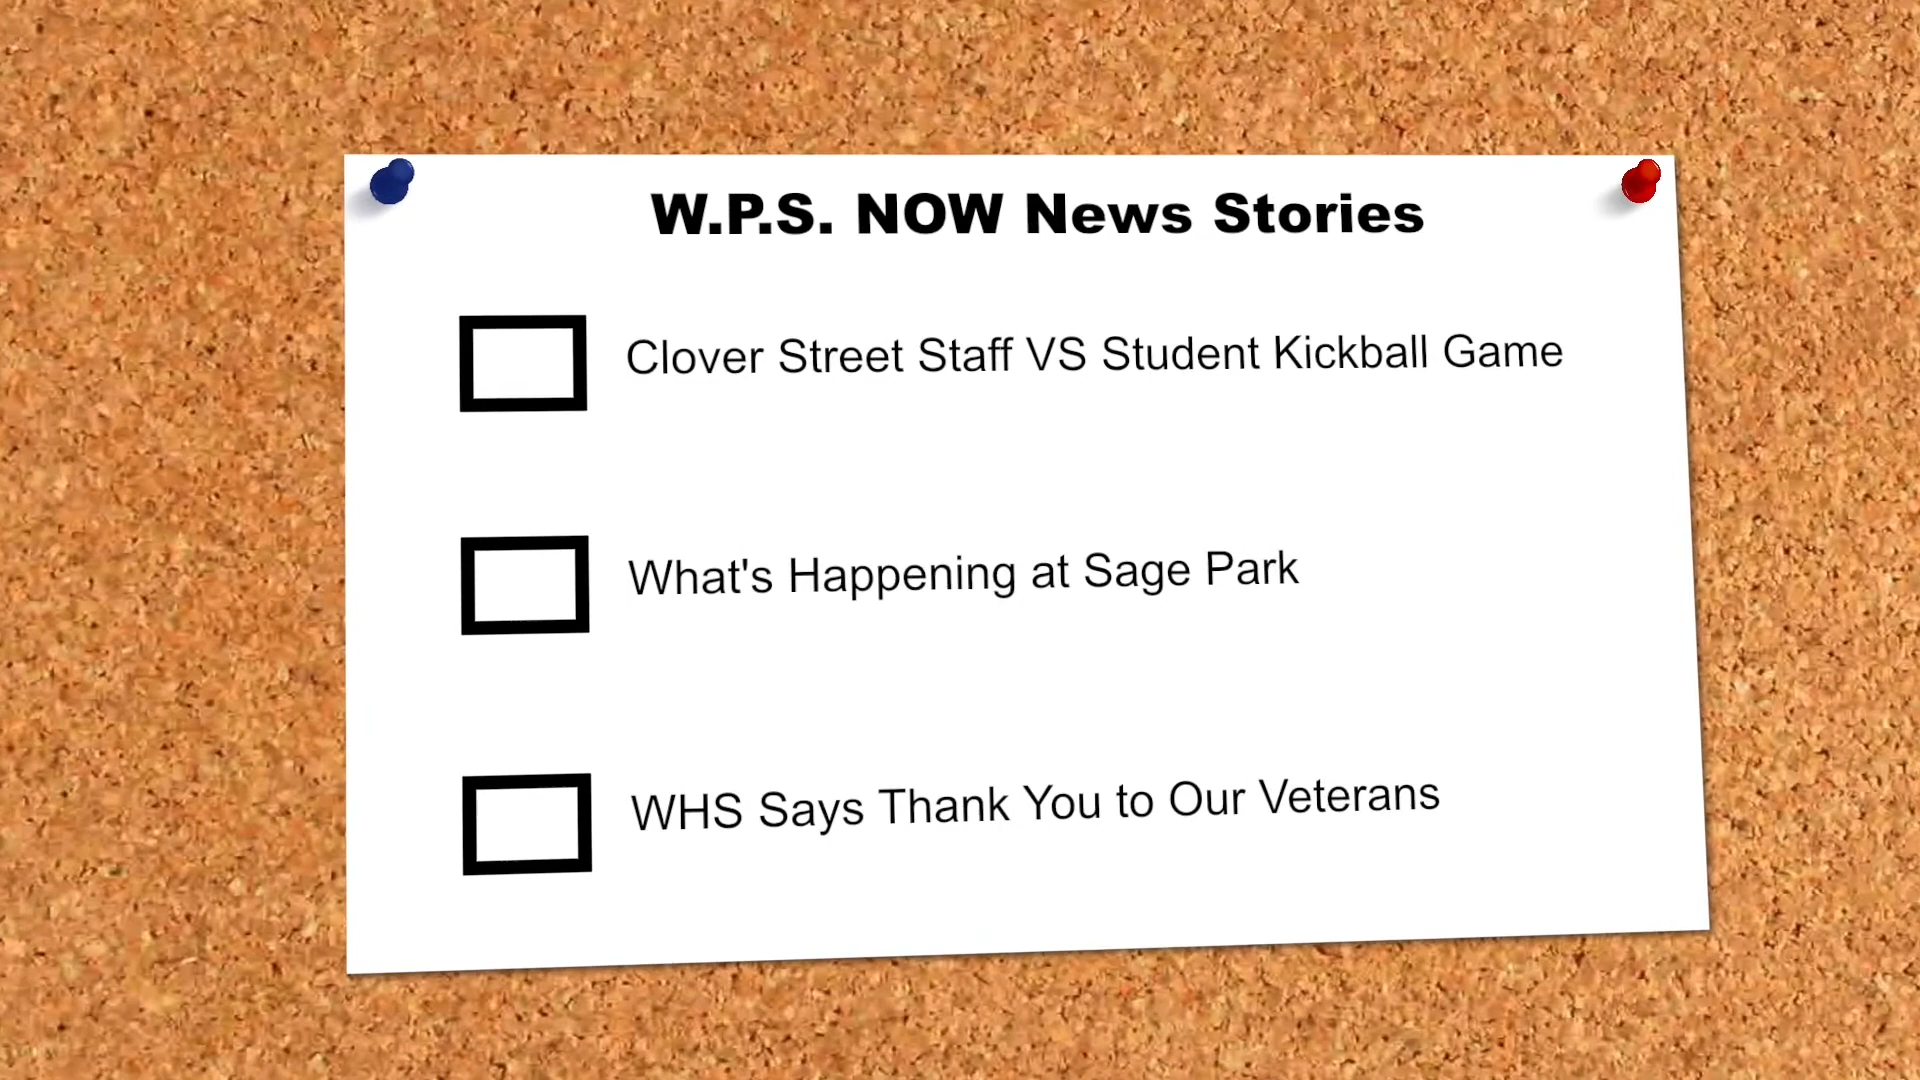 W.P.S. NOW News Stories
Clover Street Staff VS Student Kickball Game
What's Happening at Sage Park
WHS Says Thank You to Our Veterans